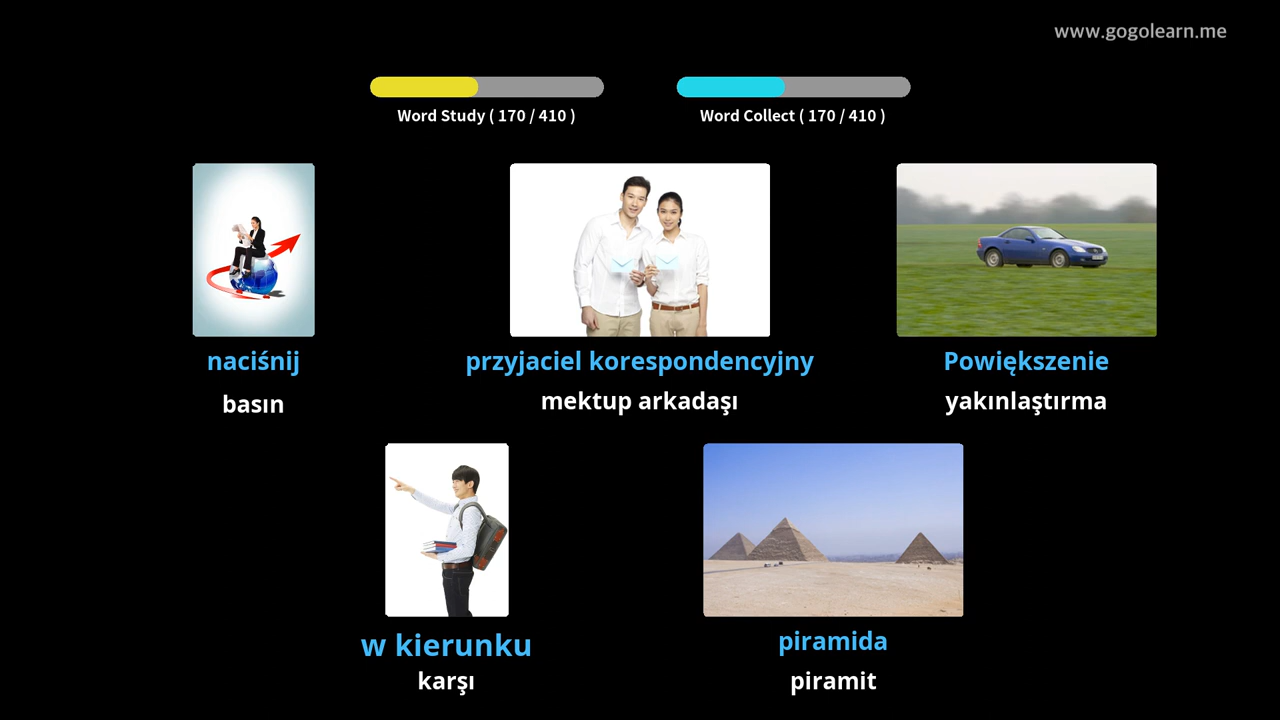 www.gogolearn.me
Word Study ( 170 / 410 )
Word Collect ( 170 / 410 )
naciśnij
basın
przyjaciel korespondencyjny
mektup arkadaşı
Powiększenie
yakınlaştırma
w kierunku
karşı
piramida
piramit